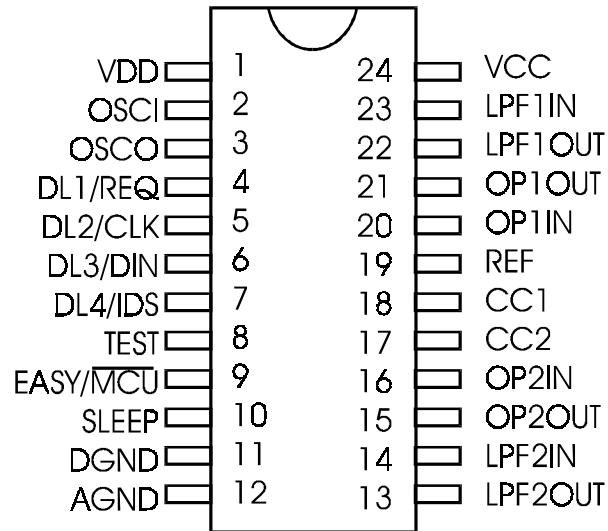 VDD 1 24 VCC
OSCI 2 23 LPF1IN
OSCO 3 22 LPF1OUT
DL1/REQ 4 21 OP1OUT
DL2/CLK 5 20 OP1IN
DL3/DIN 6 19 REF
DL4/IDS 7 18 CC1
TEST 8 17 CC2
EASY/MCU 9 16 OP2IN
SLEEP 10 15 OP2OUT
DGND 11 14 LPF2IN
AGND 12 13 LPF2OUT